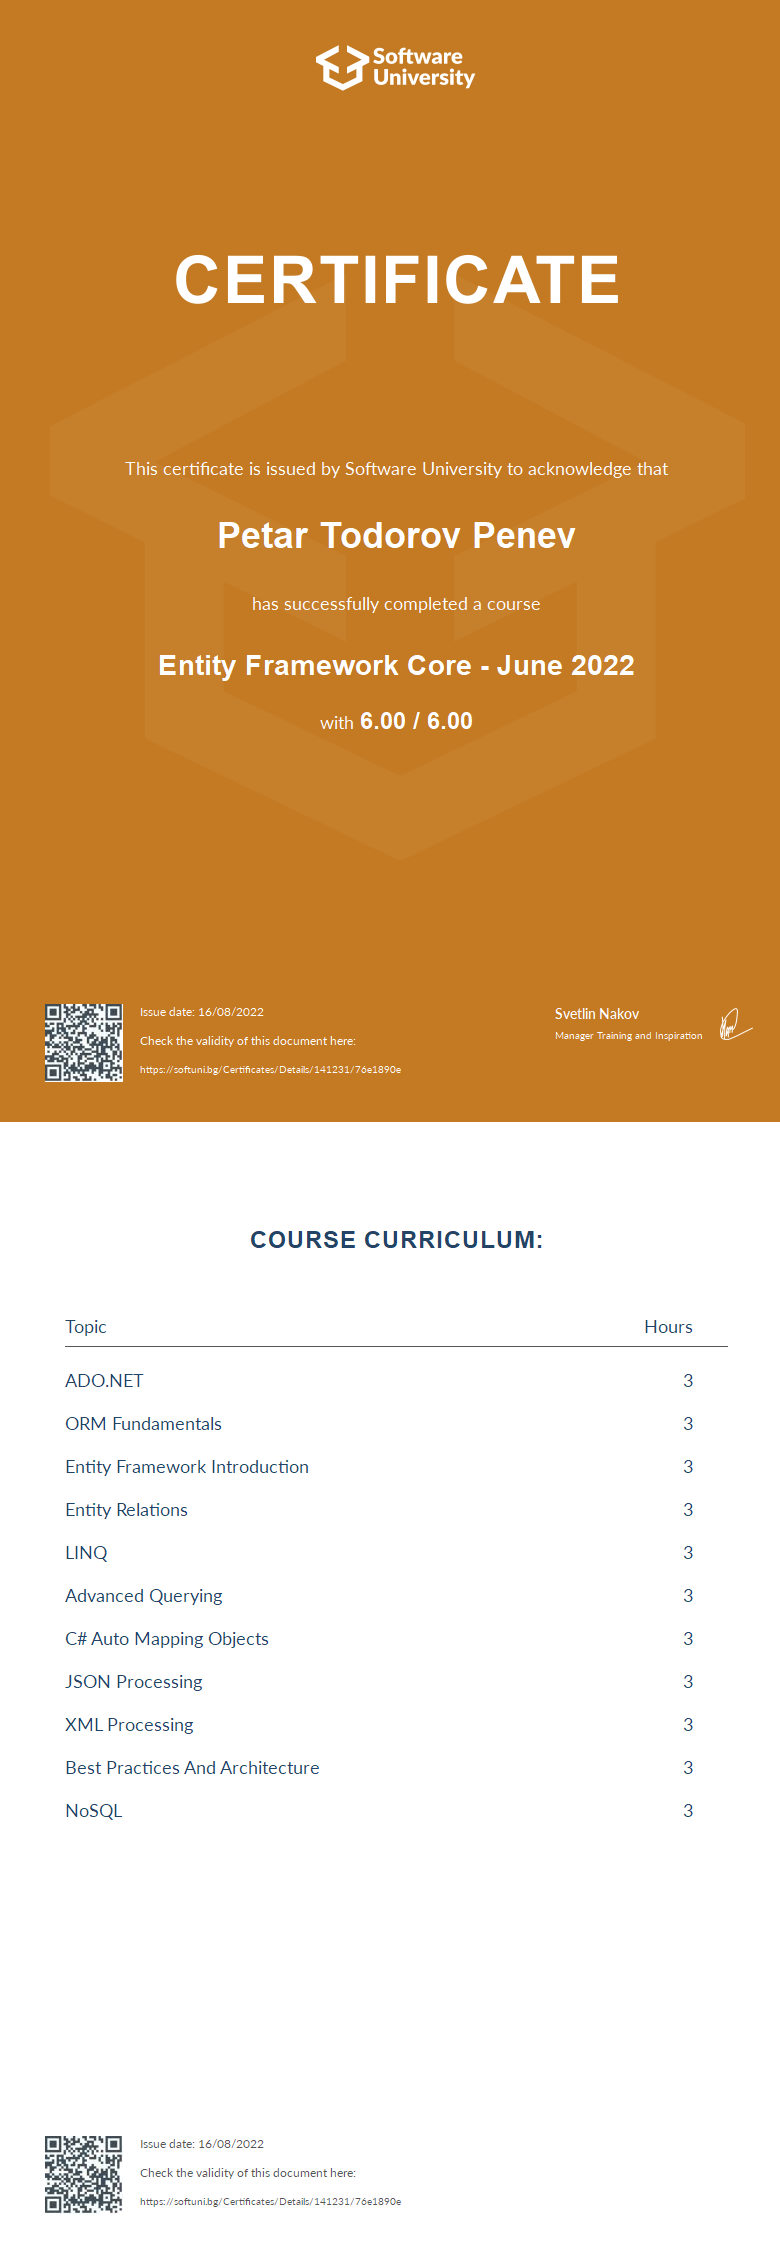 Software
University
CERTIFICATE
This certificate is issued by Software University to acknowledge that
Petar Todorov Penev
has successfully completed a course
Entity Framework Core - June 2022
with 6.00 / 6.00
Issue date: 16/08/2022
Check the validity of this document here:
https://softuni.bg/Certificates/Details/141231/76e1890e
Svetlin Nakov
Manager Training and Inspiration
COURSE CURRICULUM:
Topic Hours
ADO.NET 3
ORM Fundamentals 3
Entity Framework Introduction 3
Entity Relations 3
LINQ 3
Advanced Querying 3
C# Auto Mapping Objects 3
JSON Processing 3
XML Processing 3
Best Practices And Architecture 3
NoSQL 3
Issue date: 16/08/2022
Check the validity of this document here:
https://softuni.bg/Certificates/Details/141231/76e1890e